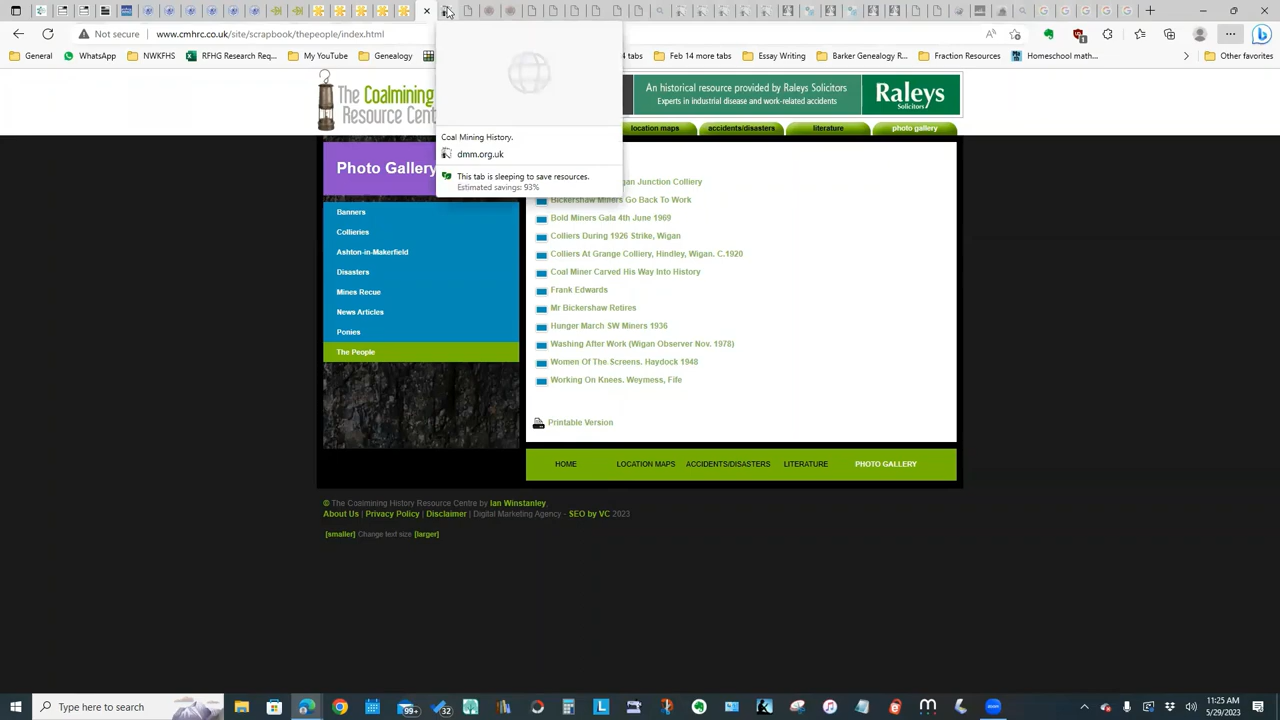 Not secure
www.cmhrc.co.uk/site/scrapbook/thepeople/index.html
General
WhatsApp
NWKFHS
RFHG Research Doc...
My YouTube
Genealogy
4 tabs
Feb 14 more tabs
Essay Writing
Barker Genealogy R...
Fraction Resources
Homeschool math...
Other favorites
The Coalmining
Resource Cent
An historical resource provided by Raleys Solicitors
Experts in industrial disease and work-related accidents
Raleys
Solicitors
location maps
accidents/disasters
literature
photo gallery
Coal Mining History.
dmm.org.uk
This tab is sleeping to save resources.
Estimated savings: 93%
Photo Gallery
Banners
Collieries
Ashton-in-Makerfield
Disasters
Mines Recue
News Articles
Ponies
The People
gan Junction Colliery
Bickershaw Miners Go Back To Work
Bold Miners Gala 4th June 1969
Colliers During 1926 Strike, Wigan
Colliers At Grange Colliery, Hindley, Wigan. C.1920
Coal Miner Carved His Way Into History
Frank Edwards
Mr Bickershaw Retires
Hunger March SW Miners 1936
Washing After Work (Wigan Observer Nov. 1978)
Women Of The Screens. Haydock 1948
Working On Knees. Weymess, Fife
Printable Version
HOME LOCATION MAPS ACCIDENTS/DISASTERS LITERATURE PHOTO GALLERY
© The Coalmining History Resource Centre by Ian Winstanley.
About Us | Privacy Policy | Disclaimer | Digital Marketing Agency - SEO by VC 2023
[smaller] Change text size [larger]
Type here to search
99+
32
11:25 AM
5/29/2023